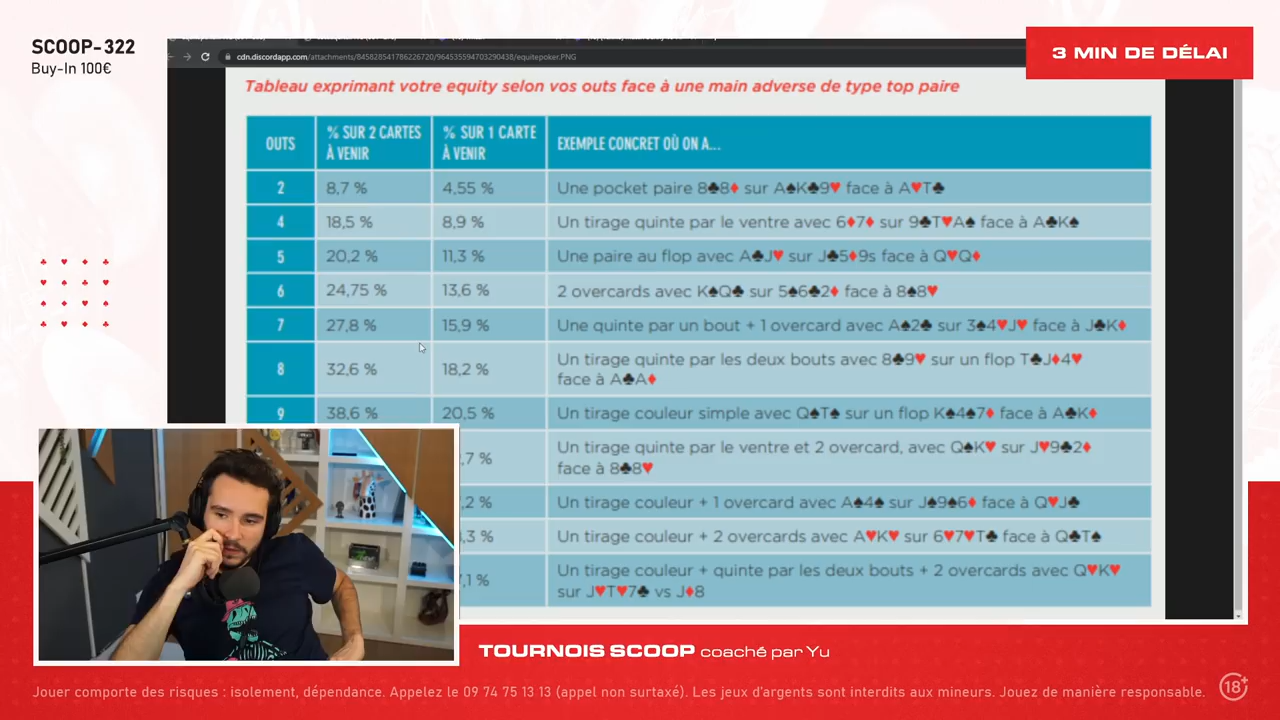 SCOOP-322
Buy-In 100€
3 MIN DE DÉLAI
cdn.discordapp.com/attachments/845828541786226720/964535594703290438/equitepoker.PNG
Tableau exprimant votre equity selon vos outs face à une main adverse de type top paire
OUTS
% SUR 2 CARTES À VENIR
% SUR 1 CARTE À VENIR
EXEMPLE CONCRET OÙ ON A...
2 8,7 % 4,55 % Une pocket paire 8♣8♦ sur A♠K♣9♥ face à A♥T♣
4 18,5 % 8,9 % Un tirage quinte par le ventre avec 6♦7♦ sur 9♣T♥A♠ face à A♣K♠
5 20,2 % 11,3 % Une paire au flop avec A♣J♥ sur J♣5♦9s face à Q♥Q♦
6 24,75 % 13,6 % 2 overcards avec K♠Q♣ sur 5♠6♣2♦ face à 8♠8♥
7 27,8 % 15,9 % Une quinte par un bout + 1 overcard avec A♠2♣ sur 3♠4♥J♥ face à J♣K♦
8 32,6 % 18,2 % Un tirage quinte par les deux bouts avec 8♣9♥ sur un flop T♣J♦4♥
face à A♣A♦
9 38,6 % 20,5 % Un tirage couleur simple avec Q♠T♠ sur un flop K♠4♠7♦ face à A♣K♦
,7 % Un tirage quinte par le ventre et 2 overcard, avec Q♠K♥ sur J♥9♣2♦
face à 8♣8♥
,2 % Un tirage couleur + 1 overcard avec A♠4♠ sur J♠9♠6♦ face à Q♥J♣
,3 % Un tirage couleur + 2 overcards avec A♥K♥ sur 6♥7♥T♣ face à Q♣T♠
,1 % Un tirage couleur + quinte par les deux bouts + 2 overcards avec Q♥K♥
sur J♥T♥7♣ vs J♦8
TOURNOIS SCOOP coaché par Yu
Jouer comporte des risques : isolement, dépendance. Appelez le 09 74 75 13 13 (appel non surtaxé). Les jeux d'argents sont interdits aux mineurs. Jouez de manière responsable.
18+